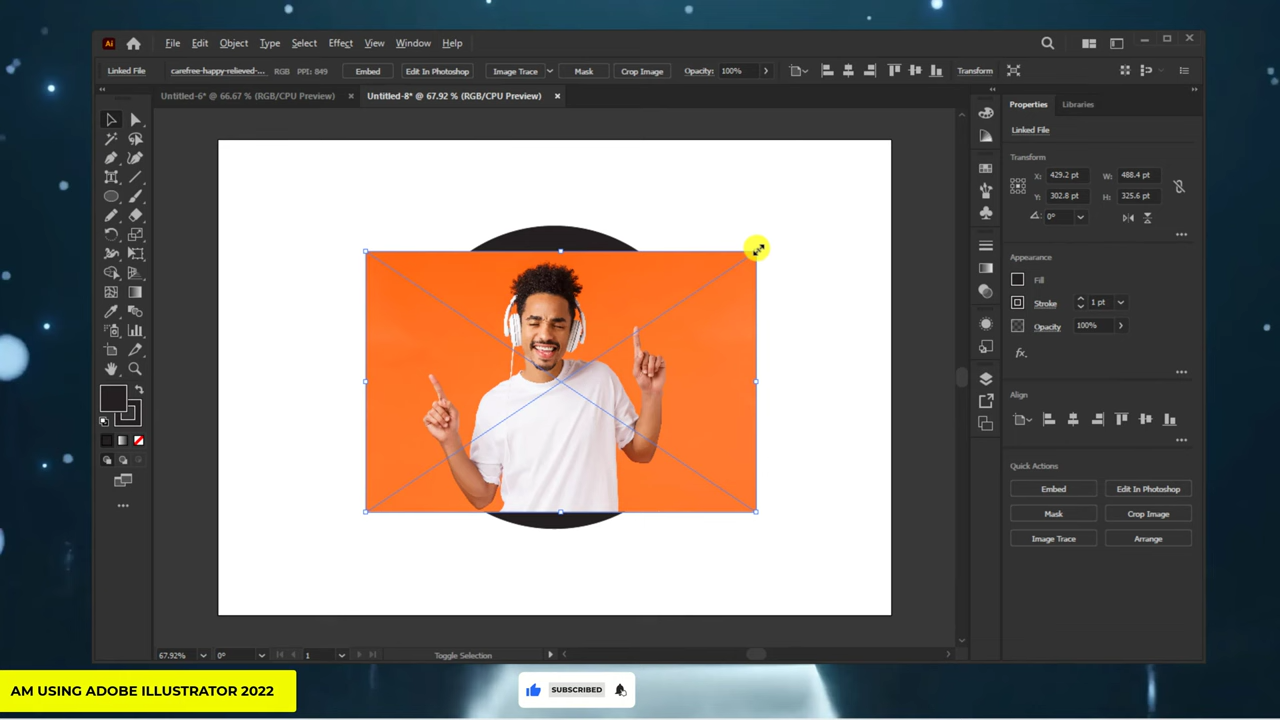 Ai File Edit Object Type Select Effect View Window Help
Linked File carefree-happy-relieved-... RGB PPI: 849 Embed Edit In Photoshop Image Trace Mask Crop Image Opacity: 100% Transform
Untitled-6* @ 66.67 % (RGB/CPU Preview) × Untitled-8* @ 67.92 % (RGB/CPU Preview) ×
Properties Libraries
Linked File
Transform
X: 429.2 pt W: 488.4 pt
Y: 302.8 pt H: 325.6 pt
0°
Appearance
Fill
Stroke 1 pt
Opacity 100%
fx.
Align
Quick Actions
Embed Edit In Photoshop
Mask Crop Image
Image Trace Arrange
67.92% 0° 1 Toggle Selection
AM USING ADOBE ILLUSTRATOR 2022
SUBSCRIBED